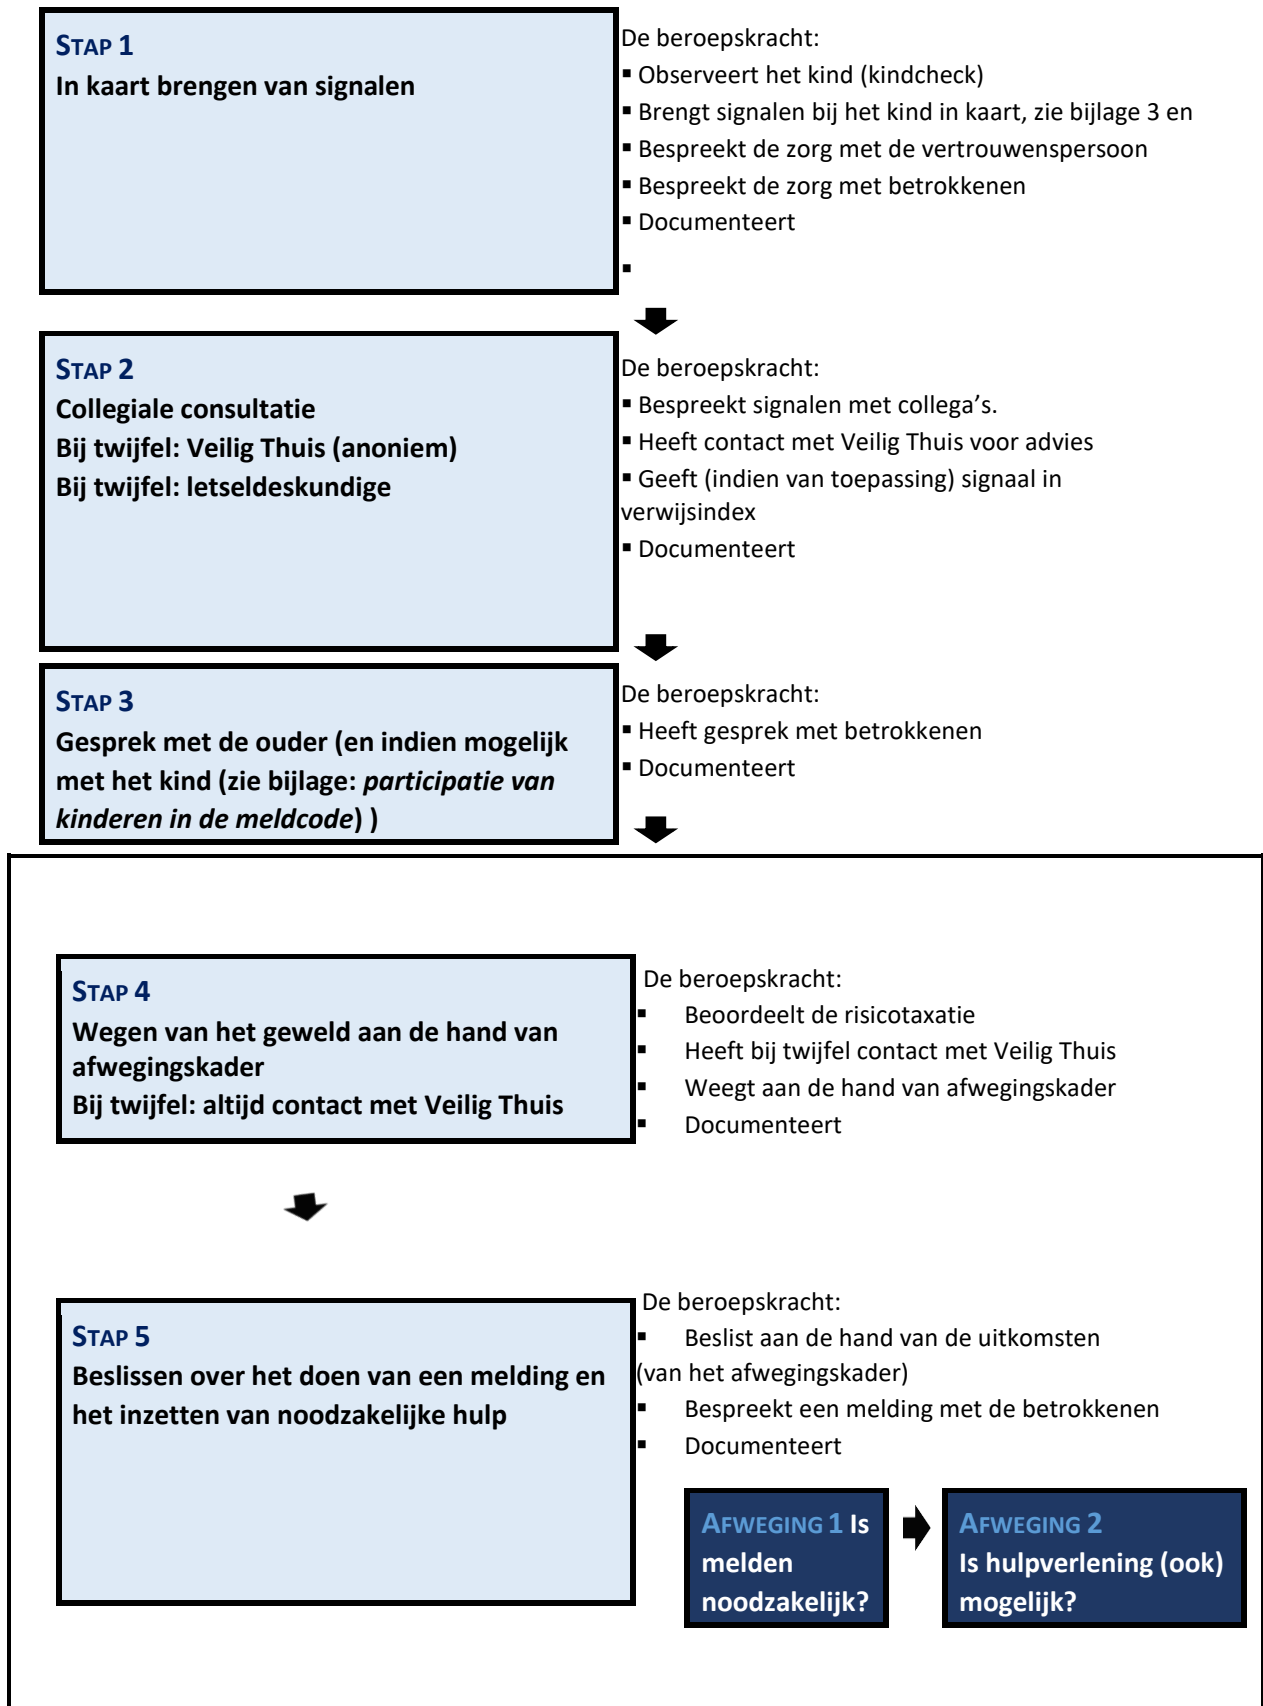 STAP 1
In kaart brengen van signalen
De beroepskracht:
▪ Observeert het kind (kindcheck)
▪ Brengt signalen bij het kind in kaart, zie bijlage 3 en
▪ Bespreekt de zorg met de vertrouwenspersoon
▪ Bespreekt de zorg met betrokkenen
▪ Documenteert
▪
STAP 2
Collegiale consultatie
Bij twijfel: Veilig Thuis (anoniem)
Bij twijfel: letseldeskundige
De beroepskracht:
▪ Bespreekt signalen met collega’s.
▪ Heeft contact met Veilig Thuis voor advies
▪ Geeft (indien van toepassing) signaal in
verwijsindex
▪ Documenteert
STAP 3
Gesprek met de ouder (en indien mogelijk
met het kind (zie bijlage: participatie van
kinderen in de meldcode) )
De beroepskracht:
▪ Heeft gesprek met betrokkenen
▪ Documenteert
STAP 4
Wegen van het geweld aan de hand van
afwegingskader
Bij twijfel: altijd contact met Veilig Thuis
De beroepskracht:
▪ Beoordeelt de risicotaxatie
▪ Heeft bij twijfel contact met Veilig Thuis
▪ Weegt aan de hand van afwegingskader
▪ Documenteert
STAP 5
Beslissen over het doen van een melding en
het inzetten van noodzakelijke hulp
De beroepskracht:
▪ Beslist aan de hand van de uitkomsten
(van het afwegingskader)
▪ Bespreekt een melding met de betrokkenen
▪ Documenteert
AFWEGING 1 Is
melden
noodzakelijk?
AFWEGING 2
Is hulpverlening (ook)
mogelijk?